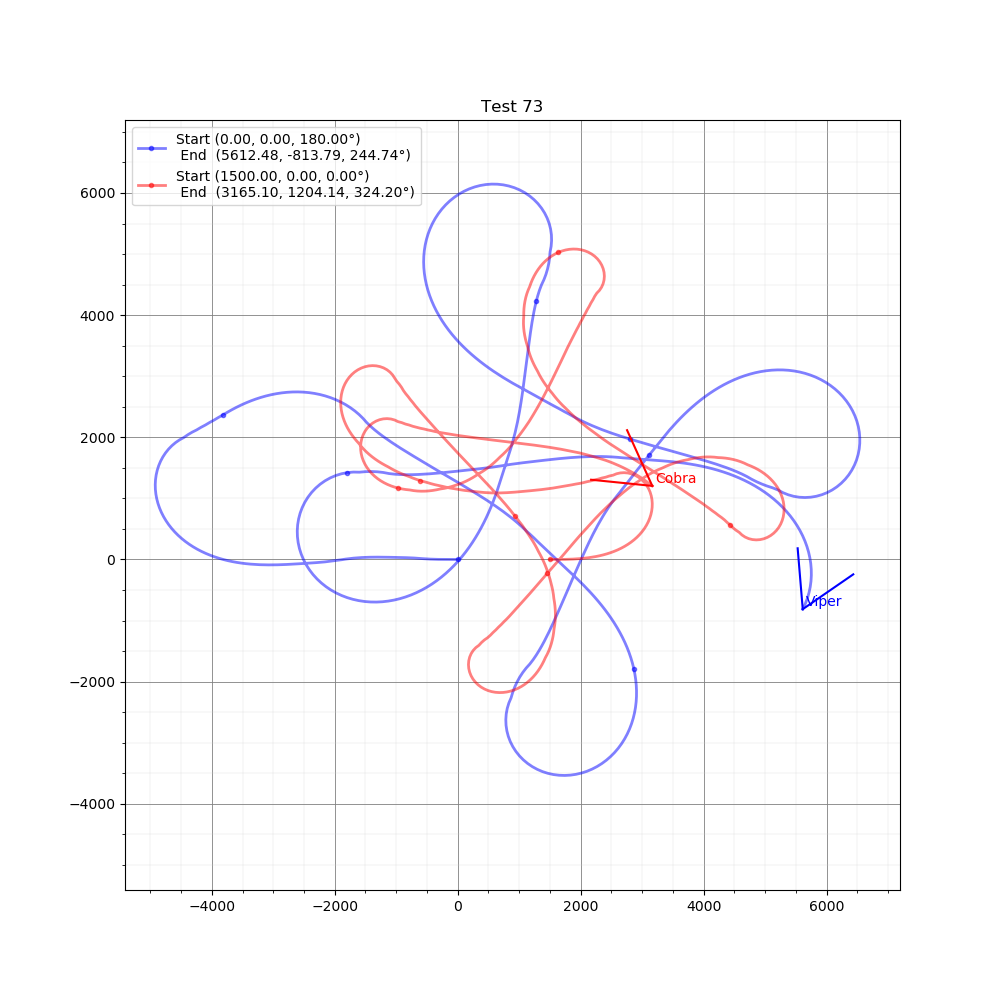 Test 73
Start (0.00, 0.00, 180.00°)
End (5612.48, -813.79, 244.74°)
Start (1500.00, 0.00, 0.00°)
End (3165.10, 1204.14, 324.20°)
6000
4000
2000
0
−2000
−4000
Cobra
Viper
−4000
−2000
0
2000
4000
6000